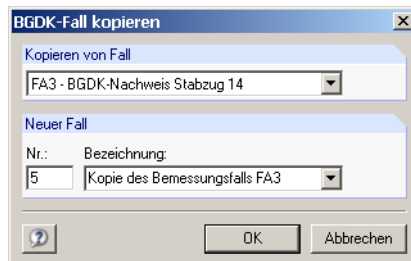 BGDK-Fall kopieren
Kopieren von Fall
FA3 - BGDK-Nachweis Stabzug 14
Neuer Fall
Nr.: Bezeichnung:
5 Kopie des Bemessungsfalls FA3
OK Abbrechen